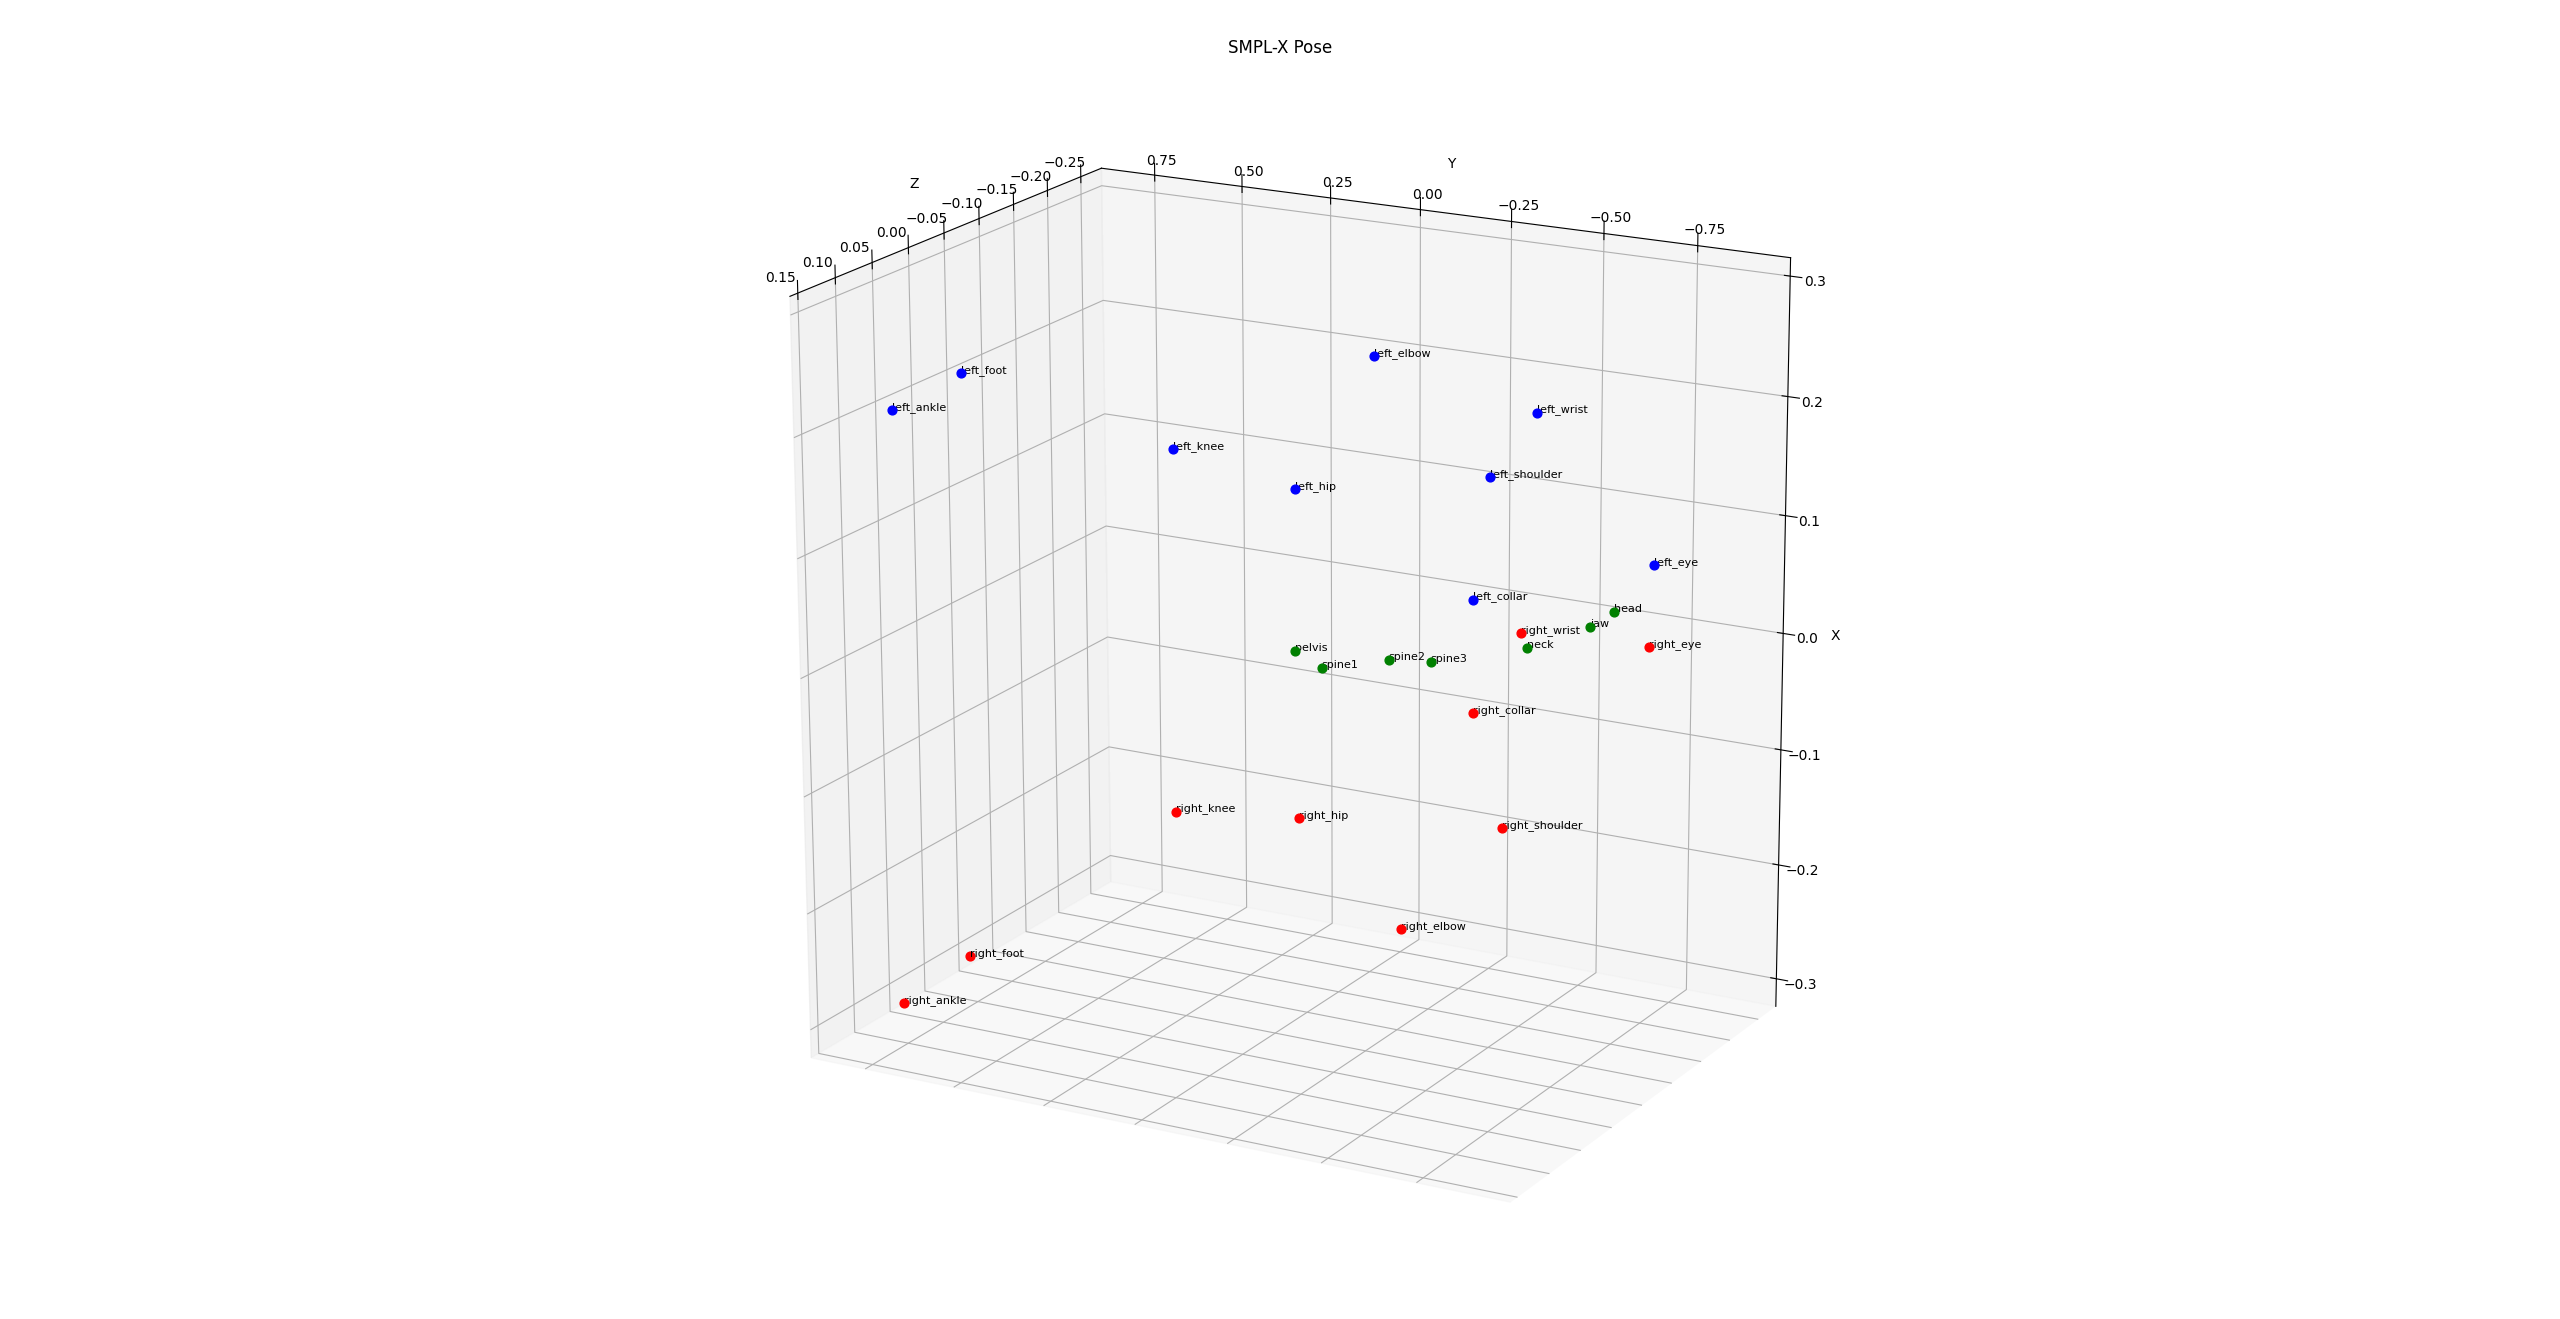 SMPL-X Pose
Z
Y
X
−0.25
−0.20
−0.15
−0.10
−0.05
0.00
0.05
0.10
0.15
0.75
0.50
0.25
0.00
−0.25
−0.50
−0.75
0.3
0.2
0.1
0.0
−0.1
−0.2
−0.3
left_elbow
left_foot
left_ankle
left_wrist
left_knee
left_shoulder
left_hip
left_eye
left_collar
head
jaw
right_wrist
neck
right_eye
pelvis
spine1
spine2
spine3
right_collar
right_knee
right_hip
right_shoulder
right_elbow
right_foot
right_ankle